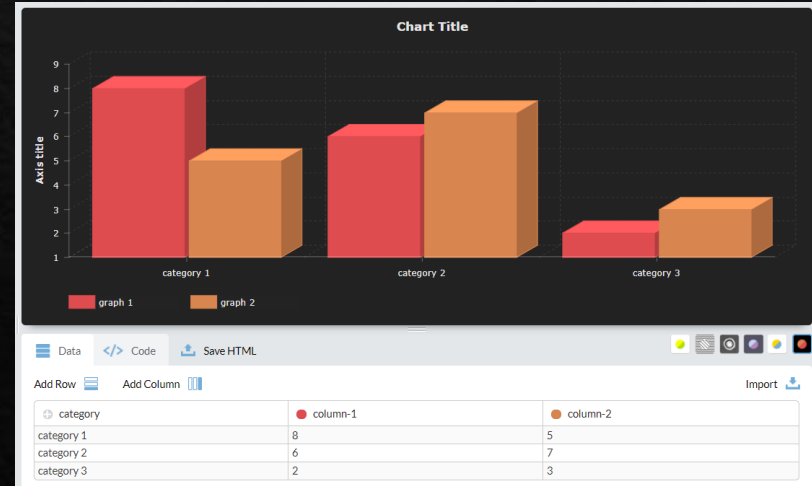 Chart Title
9
8
7
6
5
4
3
2
1
Axis title
category 1 category 2 category 3
graph 1 graph 2
Data </> Code Save HTML
Add Row Add Column Import
category column-1 column-2
category 1 8 5
category 2 6 7
category 3 2 3